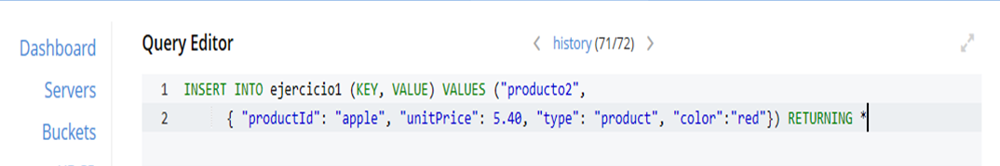 Dashboard
Servers
Buckets
Query Editor
history (71/72)
1 INSERT INTO ejercicio1 (KEY, VALUE) VALUES ("producto2",
2 { "productId": "apple", "unitPrice": 5.40, "type": "product", "color":"red"}) RETURNING *